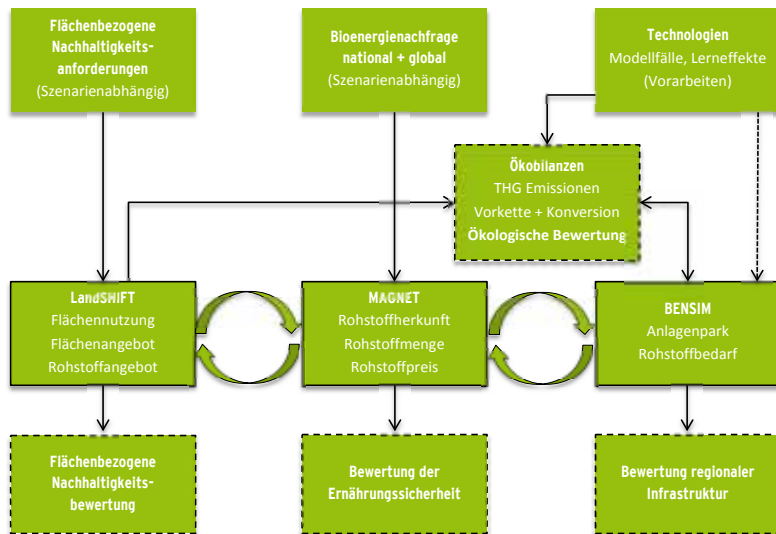 Flächenbezogene
Nachhaltigkeits-
anforderungen
(Szenarienabhängig)
Bioenergienachfrage
national + global
(Szenarienabhängig)
Technologien
Modellfälle, Lerneffekte
(Vorarbeiten)
Ökobilanzen
THG Emissionen
Vorkette + Konversion
Ökologische Bewertung
LandSHIFT
Flächennutzung
Flächenangebot
Rohstoffangebot
MAGNET
Rohstoffherkunft
Rohstoffmenge
Rohstoffpreis
BENSIM
Anlagenpark
Rohstoffbedarf
Flächenbezogene
Nachhaltigkeits-
bewertung
Bewertung der
Ernährungssicherheit
Bewertung regionaler
Infrastruktur